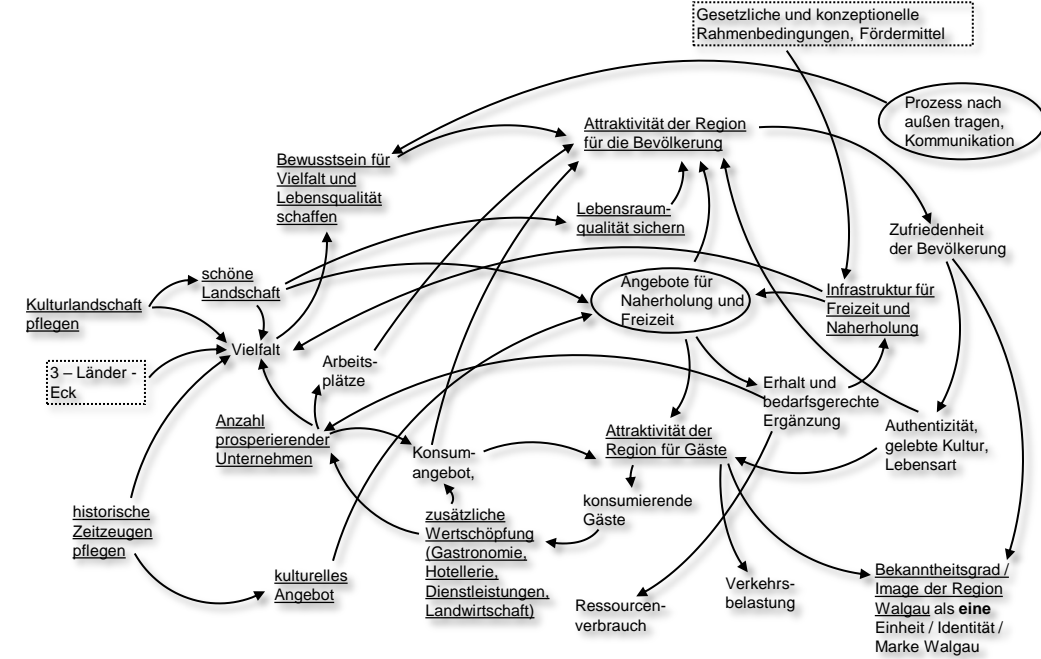 Gesetzliche und konzeptionelle
Rahmenbedingungen, Fördermittel
Prozess nach
außen tragen,
Kommunikation
Attraktivität der Region
für die Bevölkerung
Bewusstsein für
Vielfalt und
Lebensqualität
schaffen
Lebensraum-
qualität sichern
Zufriedenheit
der Bevölkerung
schöne
Landschaft
Kulturlandschaft
pflegen
Angebote für
Naherholung und
Freizeit
Infrastruktur für
Freizeit und
Naherholung
Vielfalt
3 – Länder -
Eck
Arbeits-
plätze
Erhalt und
bedarfsgerechte
Ergänzung
Anzahl
prosperierender
Unternehmen
Konsum-
angebot,
Attraktivität der
Region für Gäste
Authentizität,
gelebte Kultur,
Lebensart
historische
Zeitzeugen
pflegen
zusätzliche
Wertschöpfung
(Gastronomie,
Hotellerie,
Dienstleistungen,
Landwirtschaft)
konsumierende
Gäste
kulturelles
Angebot
Ressourcen-
verbrauch
Verkehrs-
belastung
Bekanntheitsgrad /
Image der Region
Walgau als eine
Einheit / Identität /
Marke Walgau